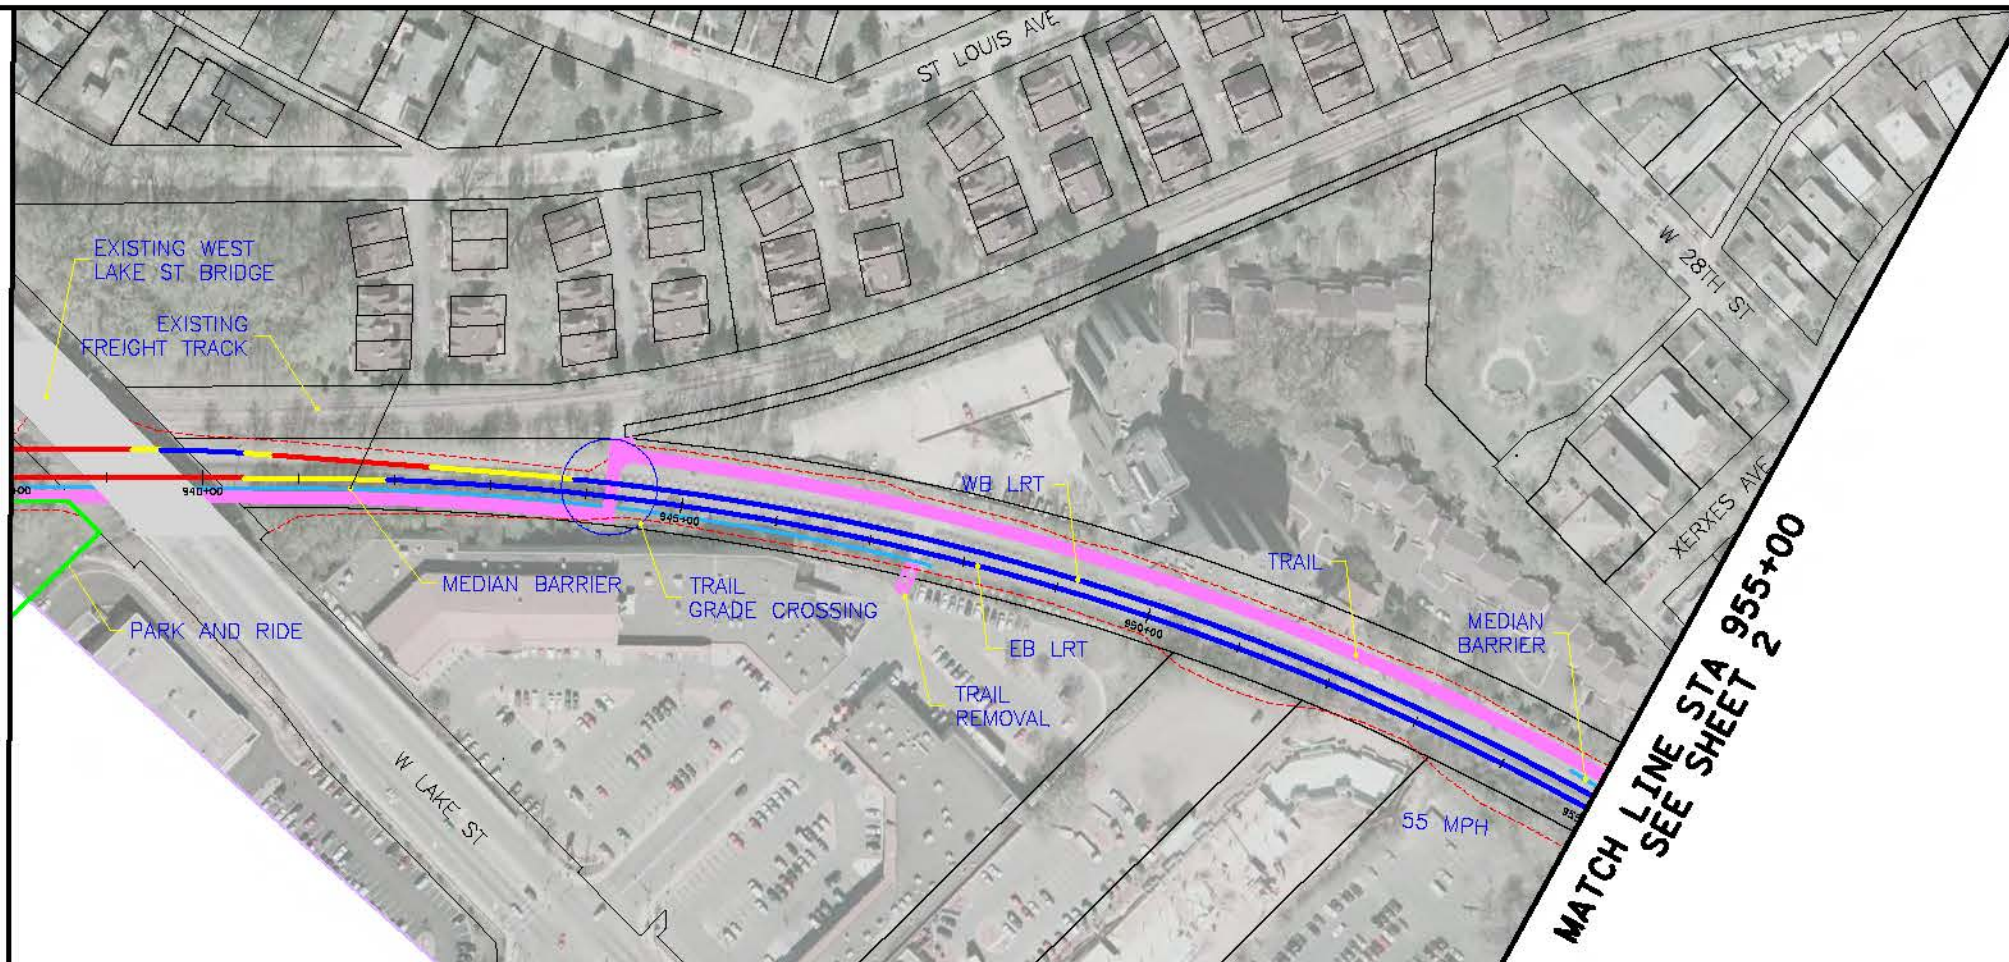 ST LOUIS AVE
EXISTING WEST
LAKE ST BRIDGE
EXISTING
FREIGHT TRACK
W 28TH ST
XERXES AVE
+00
940+00
945+00
950+00
955
WB LRT
TRAIL
MEDIAN BARRIER
TRAIL
GRADE CROSSING
PARK AND RIDE
EB LRT
TRAIL
REMOVAL
MEDIAN
BARRIER
W LAKE ST
55 MPH
MATCH LINE STA 955+00
SEE SHEET 2